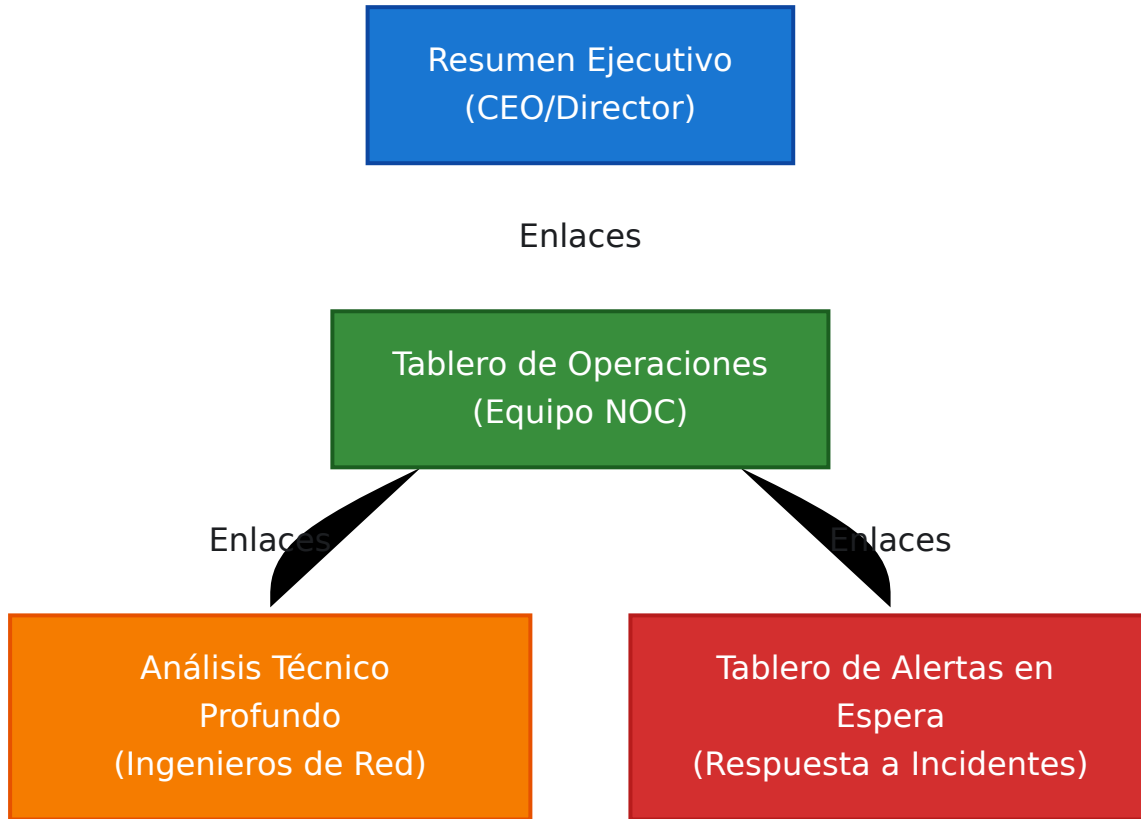 Resumen Ejecutivo
(CEO/Director)
Enlaces
Tablero de Operaciones
(Equipo NOC)
Enlaces
Enlaces
Análisis Técnico
Profundo
(Ingenieros de Red)
Tablero de Alertas en
Espera
(Respuesta a Incidentes)